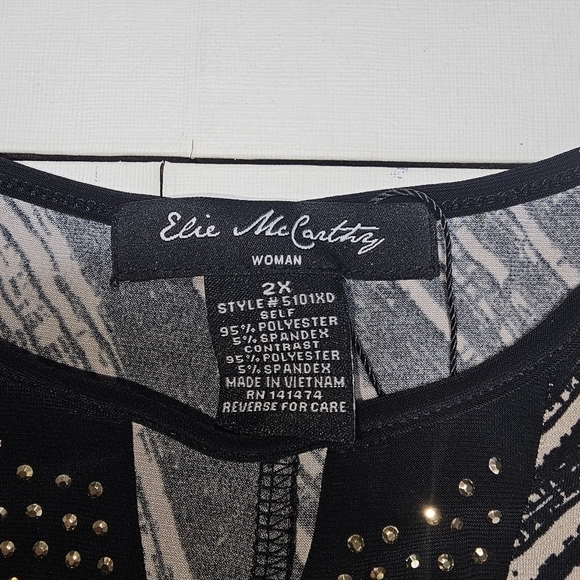 Elie McCarthy
WOMAN
2X
STYLE# 5101XD
SELF
95% POLYESTER
5% SPANDEX
CONTRAST
95% POLYESTER
5% SPANDEX
MADE IN VIETNAM
RN 141474
REVERSE FOR CARE